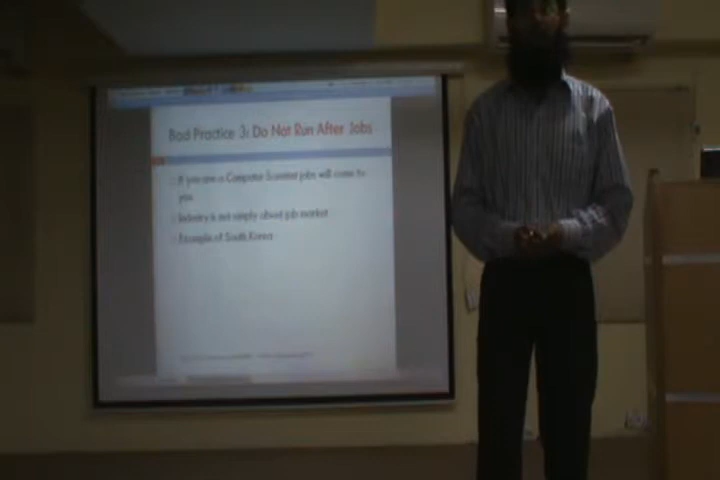 Bad Practice 3: Do Not Run After Jobs
If you are a Computer Scientist jobs will come to
you
Industry is not simply about job market
Example of South Korea